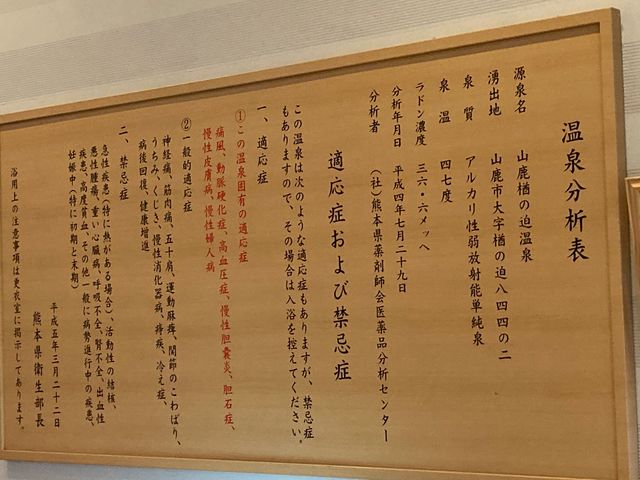 温泉分析表
源泉名 山鹿楢の迫温泉
湧出地 山鹿市大字楢の迫八四四の二
泉質 アルカリ性弱放射能単純泉
泉温 四七度
ラドン濃度 三六・六メッヘ
分析年月日 平成四年七月二十九日
分析者 (社)熊本県薬剤師会医薬品分析センター
適応症および禁忌症
この温泉は次のような適応症もありますが、禁忌症
もありますので、その場合は入浴を控えてください。
一、適応症
①この温泉固有の適応症
痛風、動脈硬化症、高血圧症、慢性胆嚢炎、胆石症、
慢性皮膚病、慢性婦人病
②一般的適応症
神経痛、筋肉痛、五十肩、運動麻痺、関節のこわばり、
うちみ、くじき、慢性消化器病、痔疾、冷え症、
病後回復、健康増進
二、禁忌症
急性疾患(特に熱がある場合)、活動性の結核、
悪性腫瘍、重い心臓病、呼吸不全、腎不全、出血性
疾患、高度貧血、その他一般に病勢進行中の疾患、
妊娠中(特に初期と末期)
平成五年三月二十二日
熊本県衛生部長
浴用上の注意事項は更衣室に掲示してあります。